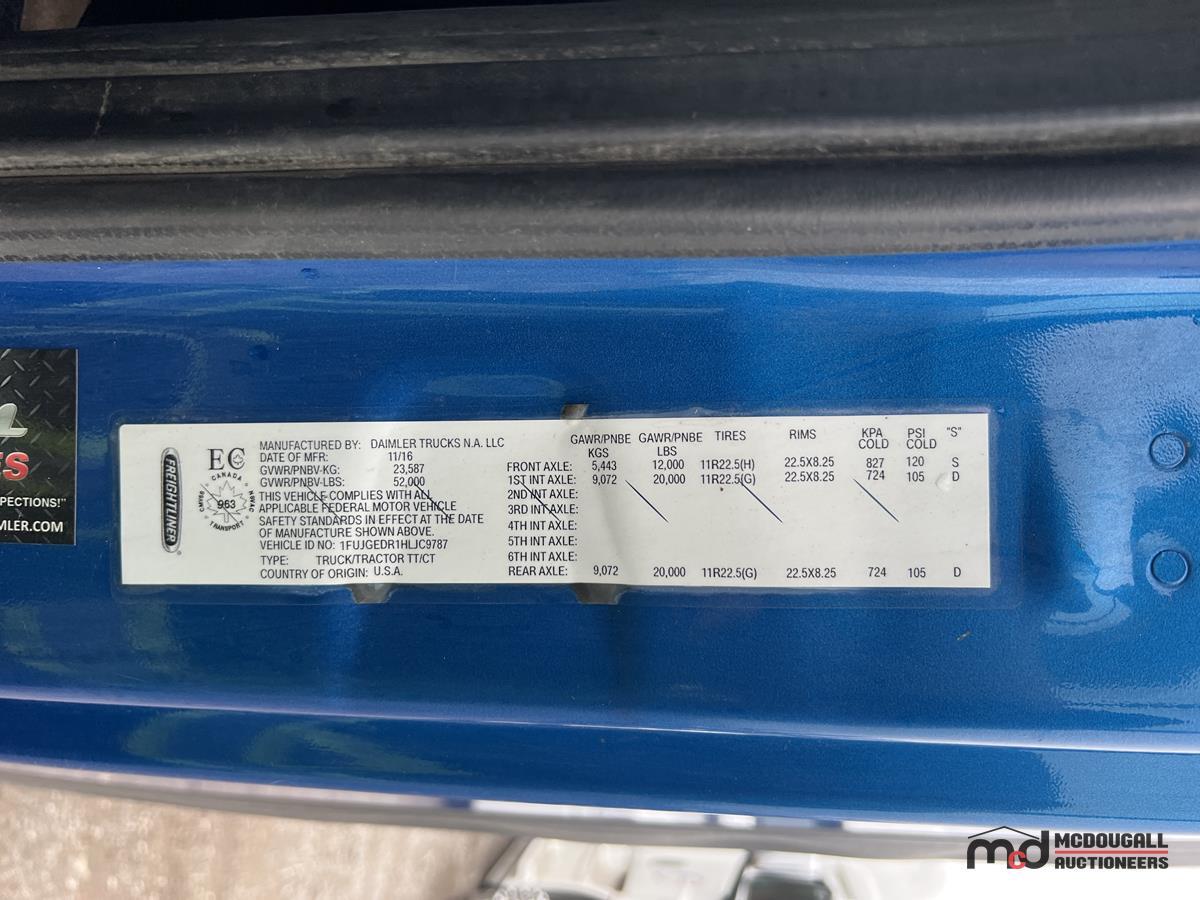 PECTIONS!"
MLER.COM
FREIGHTLINER
EC
CANADA
963
TRANSPORT
MANUFACTURED BY: DAIMLER TRUCKS N.A. LLC
DATE OF MFR: 11/16
GVWR/PNBV-KG: 23,587
GVWR/PNBV-LBS: 52,000
THIS VEHICLE COMPLIES WITH ALL
APPLICABLE FEDERAL MOTOR VEHICLE
SAFETY STANDARDS IN EFFECT AT THE DATE
OF MANUFACTURE SHOWN ABOVE.
VEHICLE ID NO: 1FUJGEDR1HLJC9787
TYPE: TRUCK/TRACTOR TT/CT
COUNTRY OF ORIGIN: U.S.A.
GAWR/PNBE KGS GAWR/PNBE LBS TIRES RIMS KPA COLD PSI COLD "S"
FRONT AXLE: 5,443 12,000 11R22.5(H) 22.5X8.25 827 120 S
1ST INT AXLE: 9,072 20,000 11R22.5(G) 22.5X8.25 724 105 D
2ND INT AXLE:
3RD INT AXLE:
4TH INT AXLE:
5TH INT AXLE:
6TH INT AXLE:
REAR AXLE: 9,072 20,000 11R22.5(G) 22.5X8.25 724 105 D
mcd MCDOUGALL
AUCTIONEERS